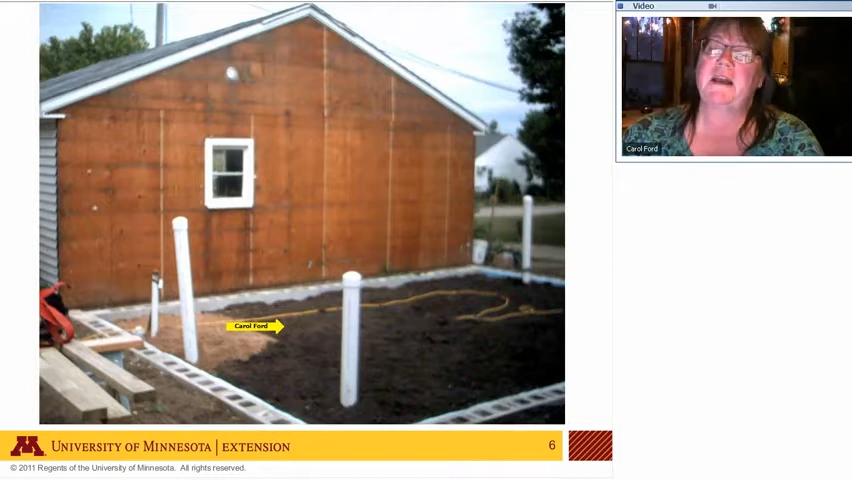 Video
Carol Ford
Carol Ford
UNIVERSITY OF MINNESOTA | EXTENSION
6
© 2011 Regents of the University of Minnesota. All rights reserved.